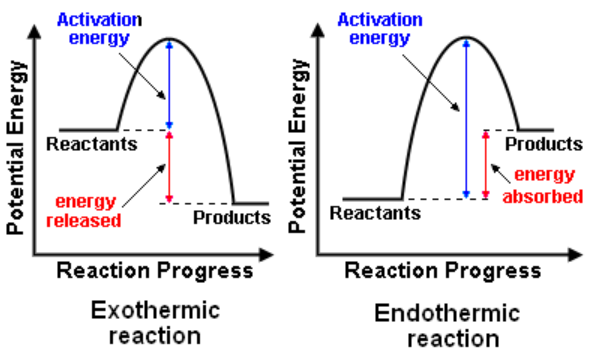 Activation
energy
Potential Energy
Reactants
energy
released
Products
Reaction Progress
Exothermic
reaction
Activation
energy
Potential Energy
Products
energy
absorbed
Reactants
Reaction Progress
Endothermic
reaction